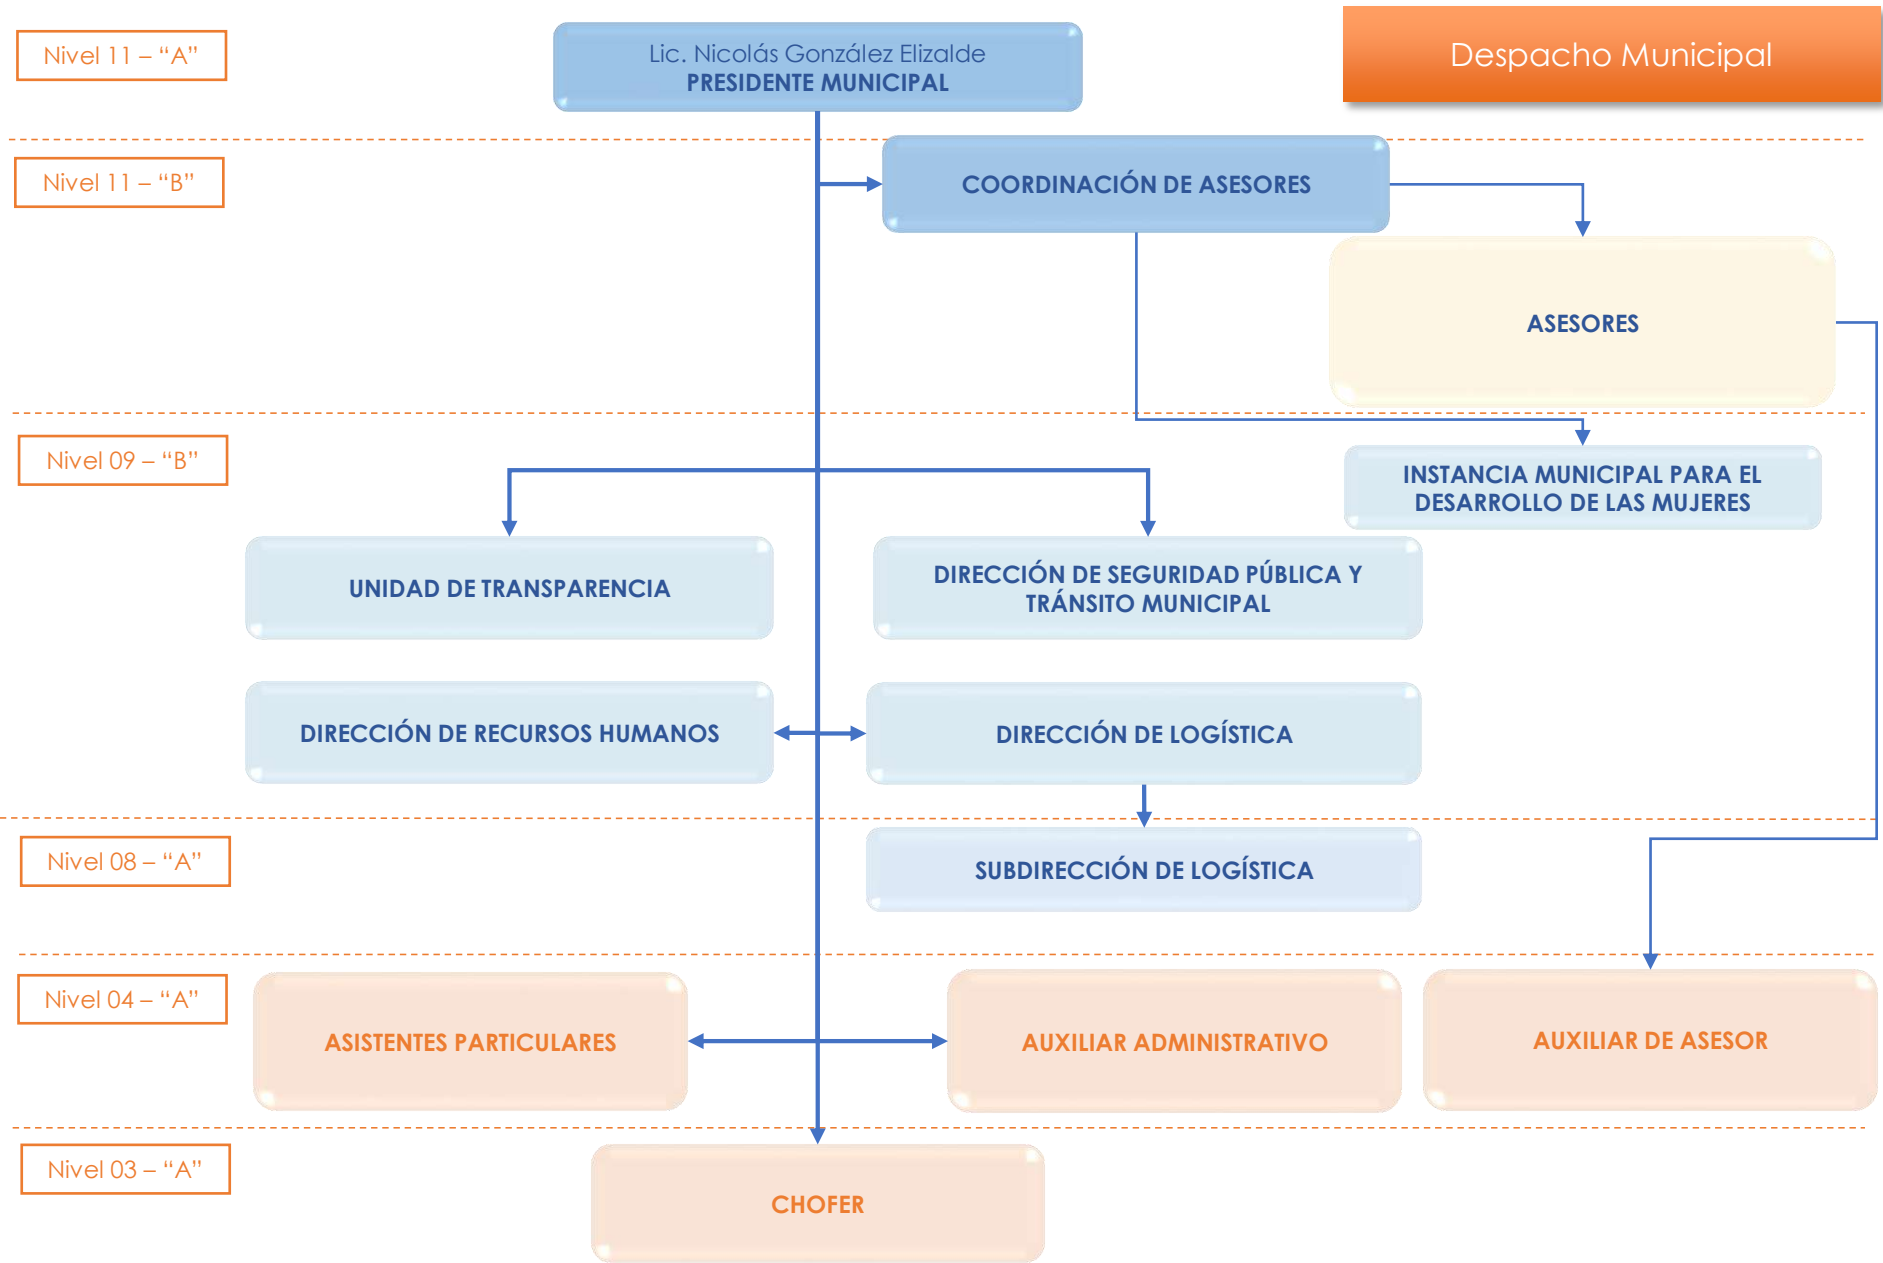 Nivel 11 – “A”
Lic. Nicolás González Elizalde
PRESIDENTE MUNICIPAL
Despacho Municipal
Nivel 11 – “B”
COORDINACIÓN DE ASESORES
ASESORES
Nivel 09 – “B”
INSTANCIA MUNICIPAL PARA EL
DESARROLLO DE LAS MUJERES
UNIDAD DE TRANSPARENCIA
DIRECCIÓN DE SEGURIDAD PÚBLICA Y
TRÁNSITO MUNICIPAL
DIRECCIÓN DE RECURSOS HUMANOS
DIRECCIÓN DE LOGÍSTICA
Nivel 08 – “A”
SUBDIRECCIÓN DE LOGÍSTICA
Nivel 04 – “A”
ASISTENTES PARTICULARES
AUXILIAR ADMINISTRATIVO
AUXILIAR DE ASESOR
Nivel 03 – “A”
CHOFER